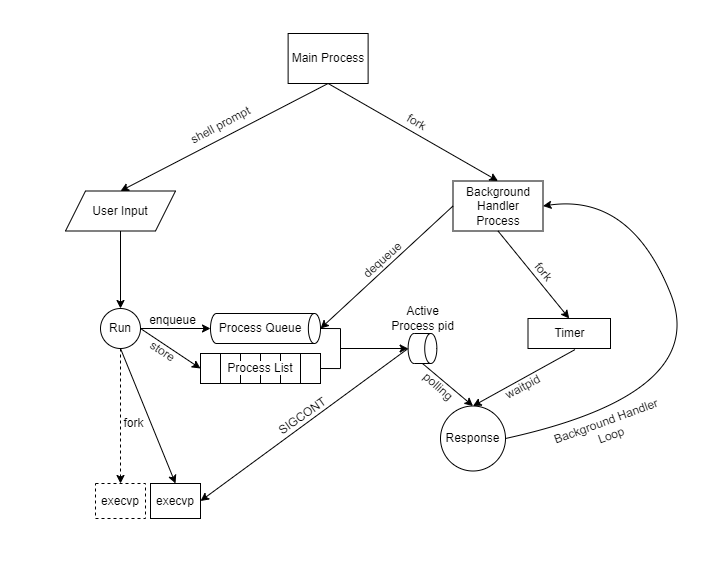 Main Process
shell prompt
fork
Background
Handler
Process
User Input
dequeue
fork
Active
Process pid
Run
enqueue
Process Queue
Timer
store
Process List
polling
waitpid
SIGCONT
fork
Response
Background Handler
Loop
execvp
execvp